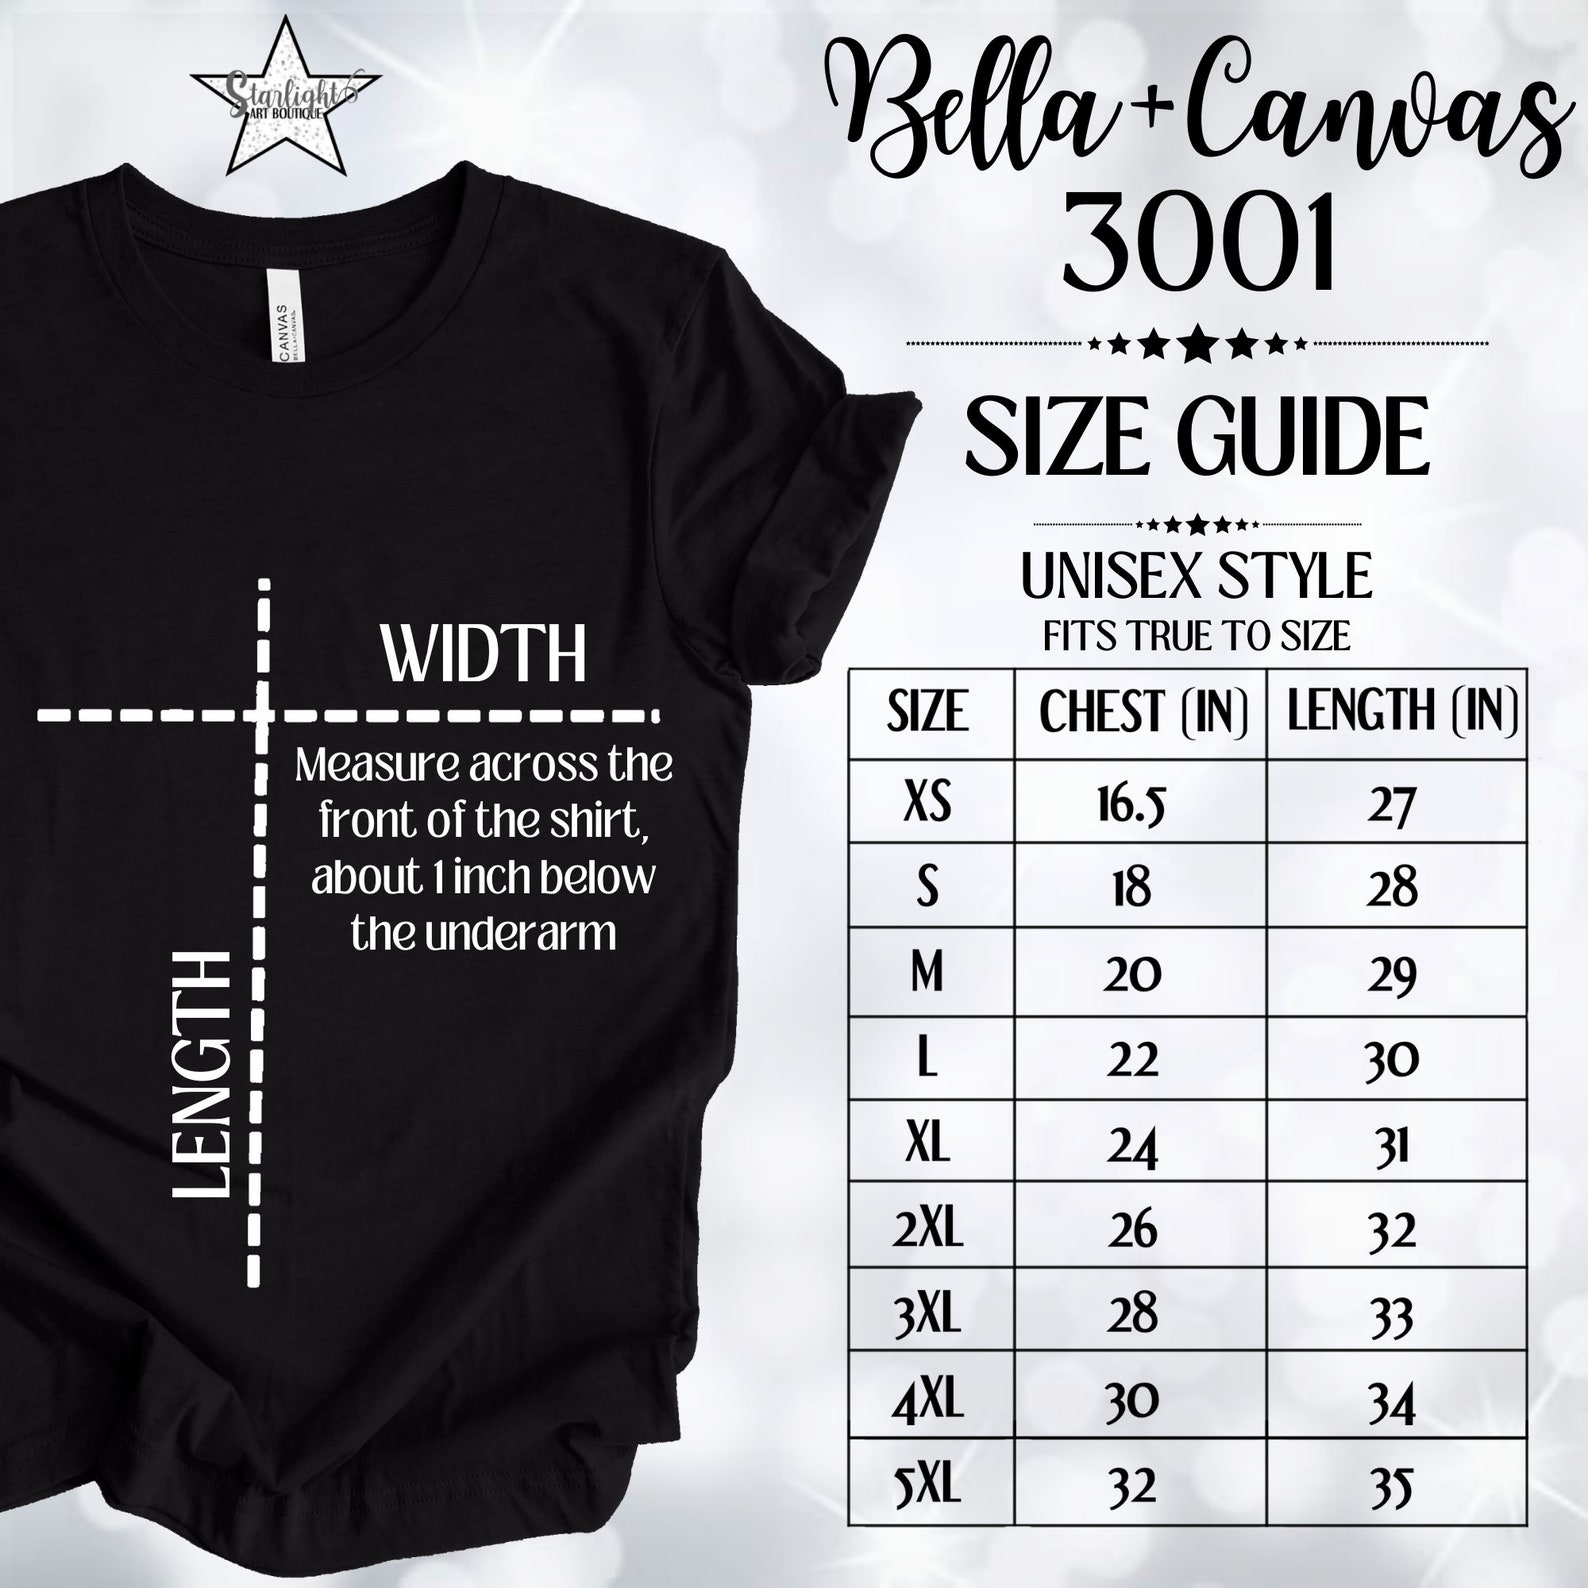 Starlight
ART BOUTIQUE
Bella+Canvas
3001
SIZE GUIDE
UNISEX STYLE
FITS TRUE TO SIZE
CANVAS
BELLA+CANVAS.
WIDTH
Measure across the
front of the shirt,
about 1 inch below
the underarm
LENGTH
SIZE CHEST (IN) LENGTH (IN)
XS 16.5 27
S 18 28
M 20 29
L 22 30
XL 24 31
2XL 26 32
3XL 28 33
4XL 30 34
5XL 32 35